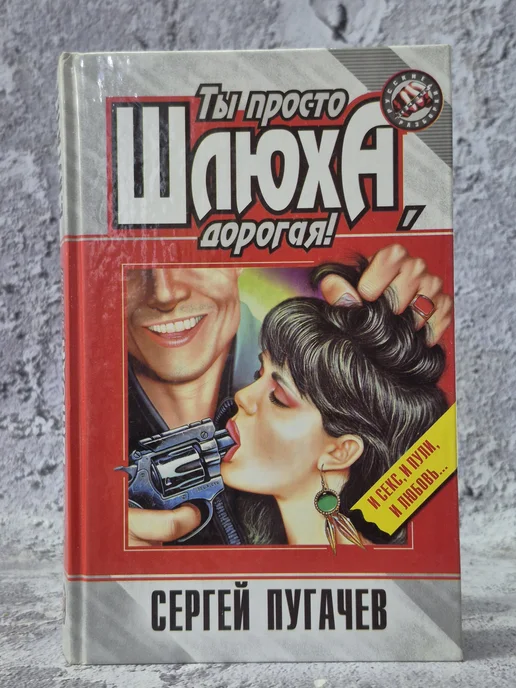 Ты просто
Шлюха,
дорогая!
И СЕКС, И ПУЛИ,
И ЛЮБОВЬ...
СЕРГЕЙ ПУГАЧЕВ